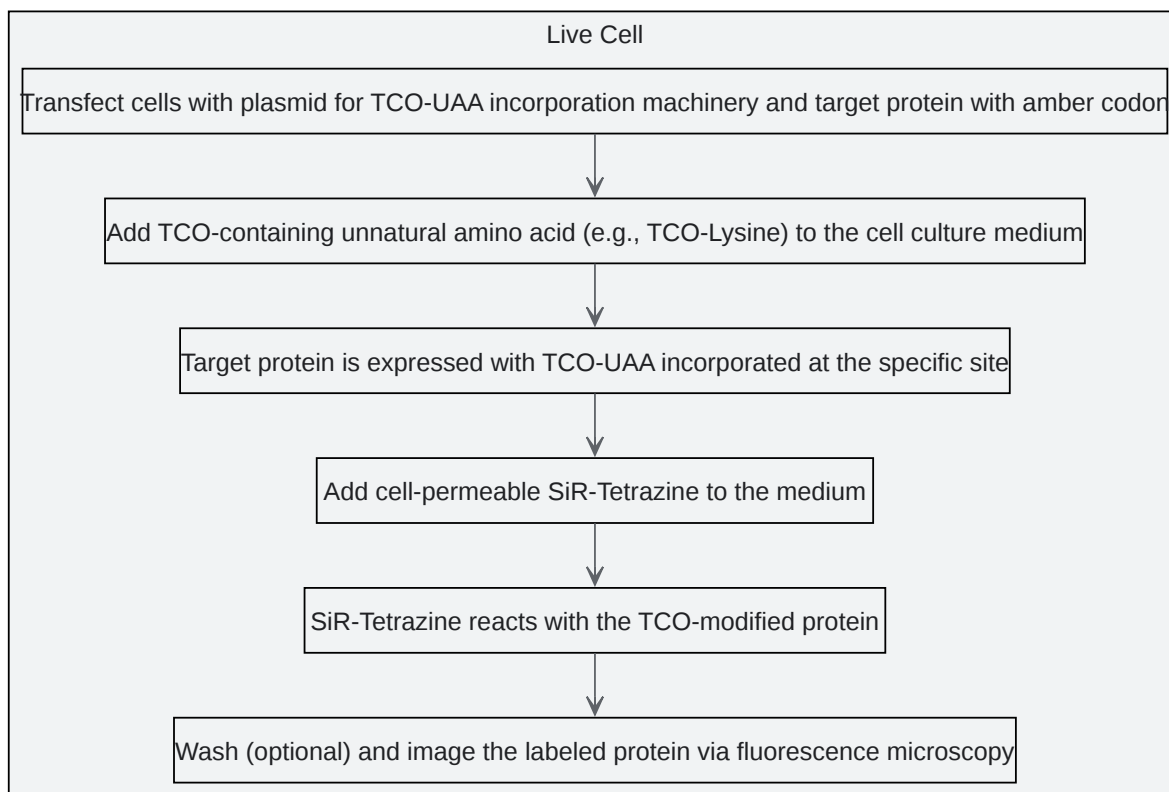 Live Cell
Transfect cells with plasmid for TCO-UAA incorporation machinery and target protein with amber codon
Add TCO-containing unnatural amino acid (e.g., TCO-Lysine) to the cell culture medium
Target protein is expressed with TCO-UAA incorporated at the specific site
Add cell-permeable SiR-Tetrazine to the medium
SiR-Tetrazine reacts with the TCO-modified protein
Wash (optional) and image the labeled protein via fluorescence microscopy